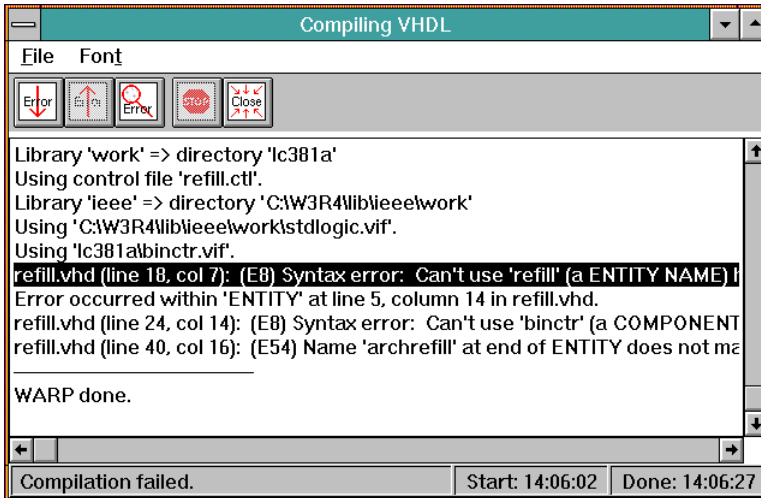 Compiling VHDL
File Font
Error Error Error STOP Close
Library 'work' => directory 'lc381a'
Using control file 'refill.ctl'.
Library 'ieee' => directory 'C:\W3R4\lib\ieee\work'
Using 'C:\W3R4\lib\ieee\work\stdlogic.vif'.
Using 'lc381a\binctr.vif'.
refill.vhd (line 18, col 7): (E8) Syntax error: Can't use 'refill' (a ENTITY NAME)
Error occurred within 'ENTITY' at line 5, column 14 in refill.vhd.
refill.vhd (line 24, col 14): (E8) Syntax error: Can't use 'binctr' (a COMPONENT
refill.vhd (line 40, col 16): (E54) Name 'archrefill' at end of ENTITY does not
WARP done.
Compilation failed. Start: 14:06:02 Done: 14:06:27